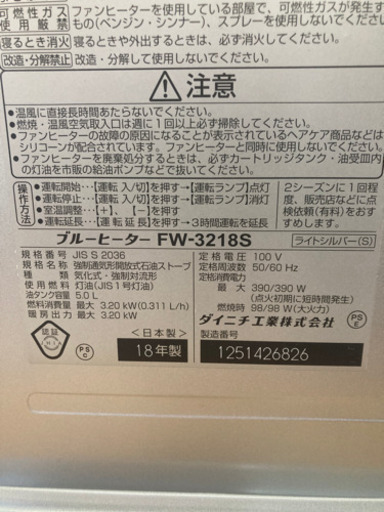 可燃性ガス使用厳禁 ファンヒーターを使用している部屋で、可燃性ガスが発生す
もの(ベンジン・シンナー)、スプレーを使用しないでください。
寝るとき消火 寝るときや外出するときは、必ず消火してください。
改造・分解禁止 改造・分解して使用しないでください。
⚠注意
●温風に直接長時間あたらないでください。
●燃焼・温風空気取入口は週に1回以上必ず掃除してください。
●ファンヒーターの故障の原因になることが表示されているヘアケア商品などは
シリコーンが配合されています。ファンヒーターと同時に使用しないでください。
●ファンヒーターを廃棄処分するときは、必ずカートリッジタンク・油受皿内
の灯油を市販の給油ポンプなどで抜いてください。
操作方法
●運転開始…【運転 入/切】を押す→【運転ランプ】点灯
●運転停止…【運転 入/切】を押す→【運転ランプ】消灯
●室温調整…【+】、【-】を押す
●運転延長…【運転延長】を押す→3時間運転を延長
2シーズンに1回程度、販売店などに点検(有料)をおすすめします。
ブルーヒーター FW-3218S
ライトシルバー(S)
規格番号 JIS S 2036
種類 強制通気形開放式石油ストーブ
種類 気化式・強制対流形
使用燃料 灯油(JIS1号灯油)
油タンク容量 5.0 L
燃料消費量 最大 3.20 kW (0.311 L/h)
暖房出力 最大 3.20 kW
定格電圧 100 V
定格周波数 50/60 Hz
定格消費電力
最大 390/390 W
(点火初期に短時間発生)
燃焼時 98/98 W(大火力)
ダイニチ工業株式会社
認証
PSC
<日本製>
18年製
製造番号
1251426826
PSE